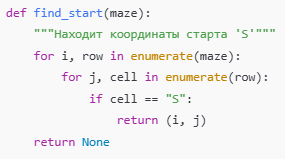 def find_start(maze):
    """Находит координаты старта 'S'"""
    for i, row in enumerate(maze):
        for j, cell in enumerate(row):
            if cell == "S":
                return (i, j)
    return None